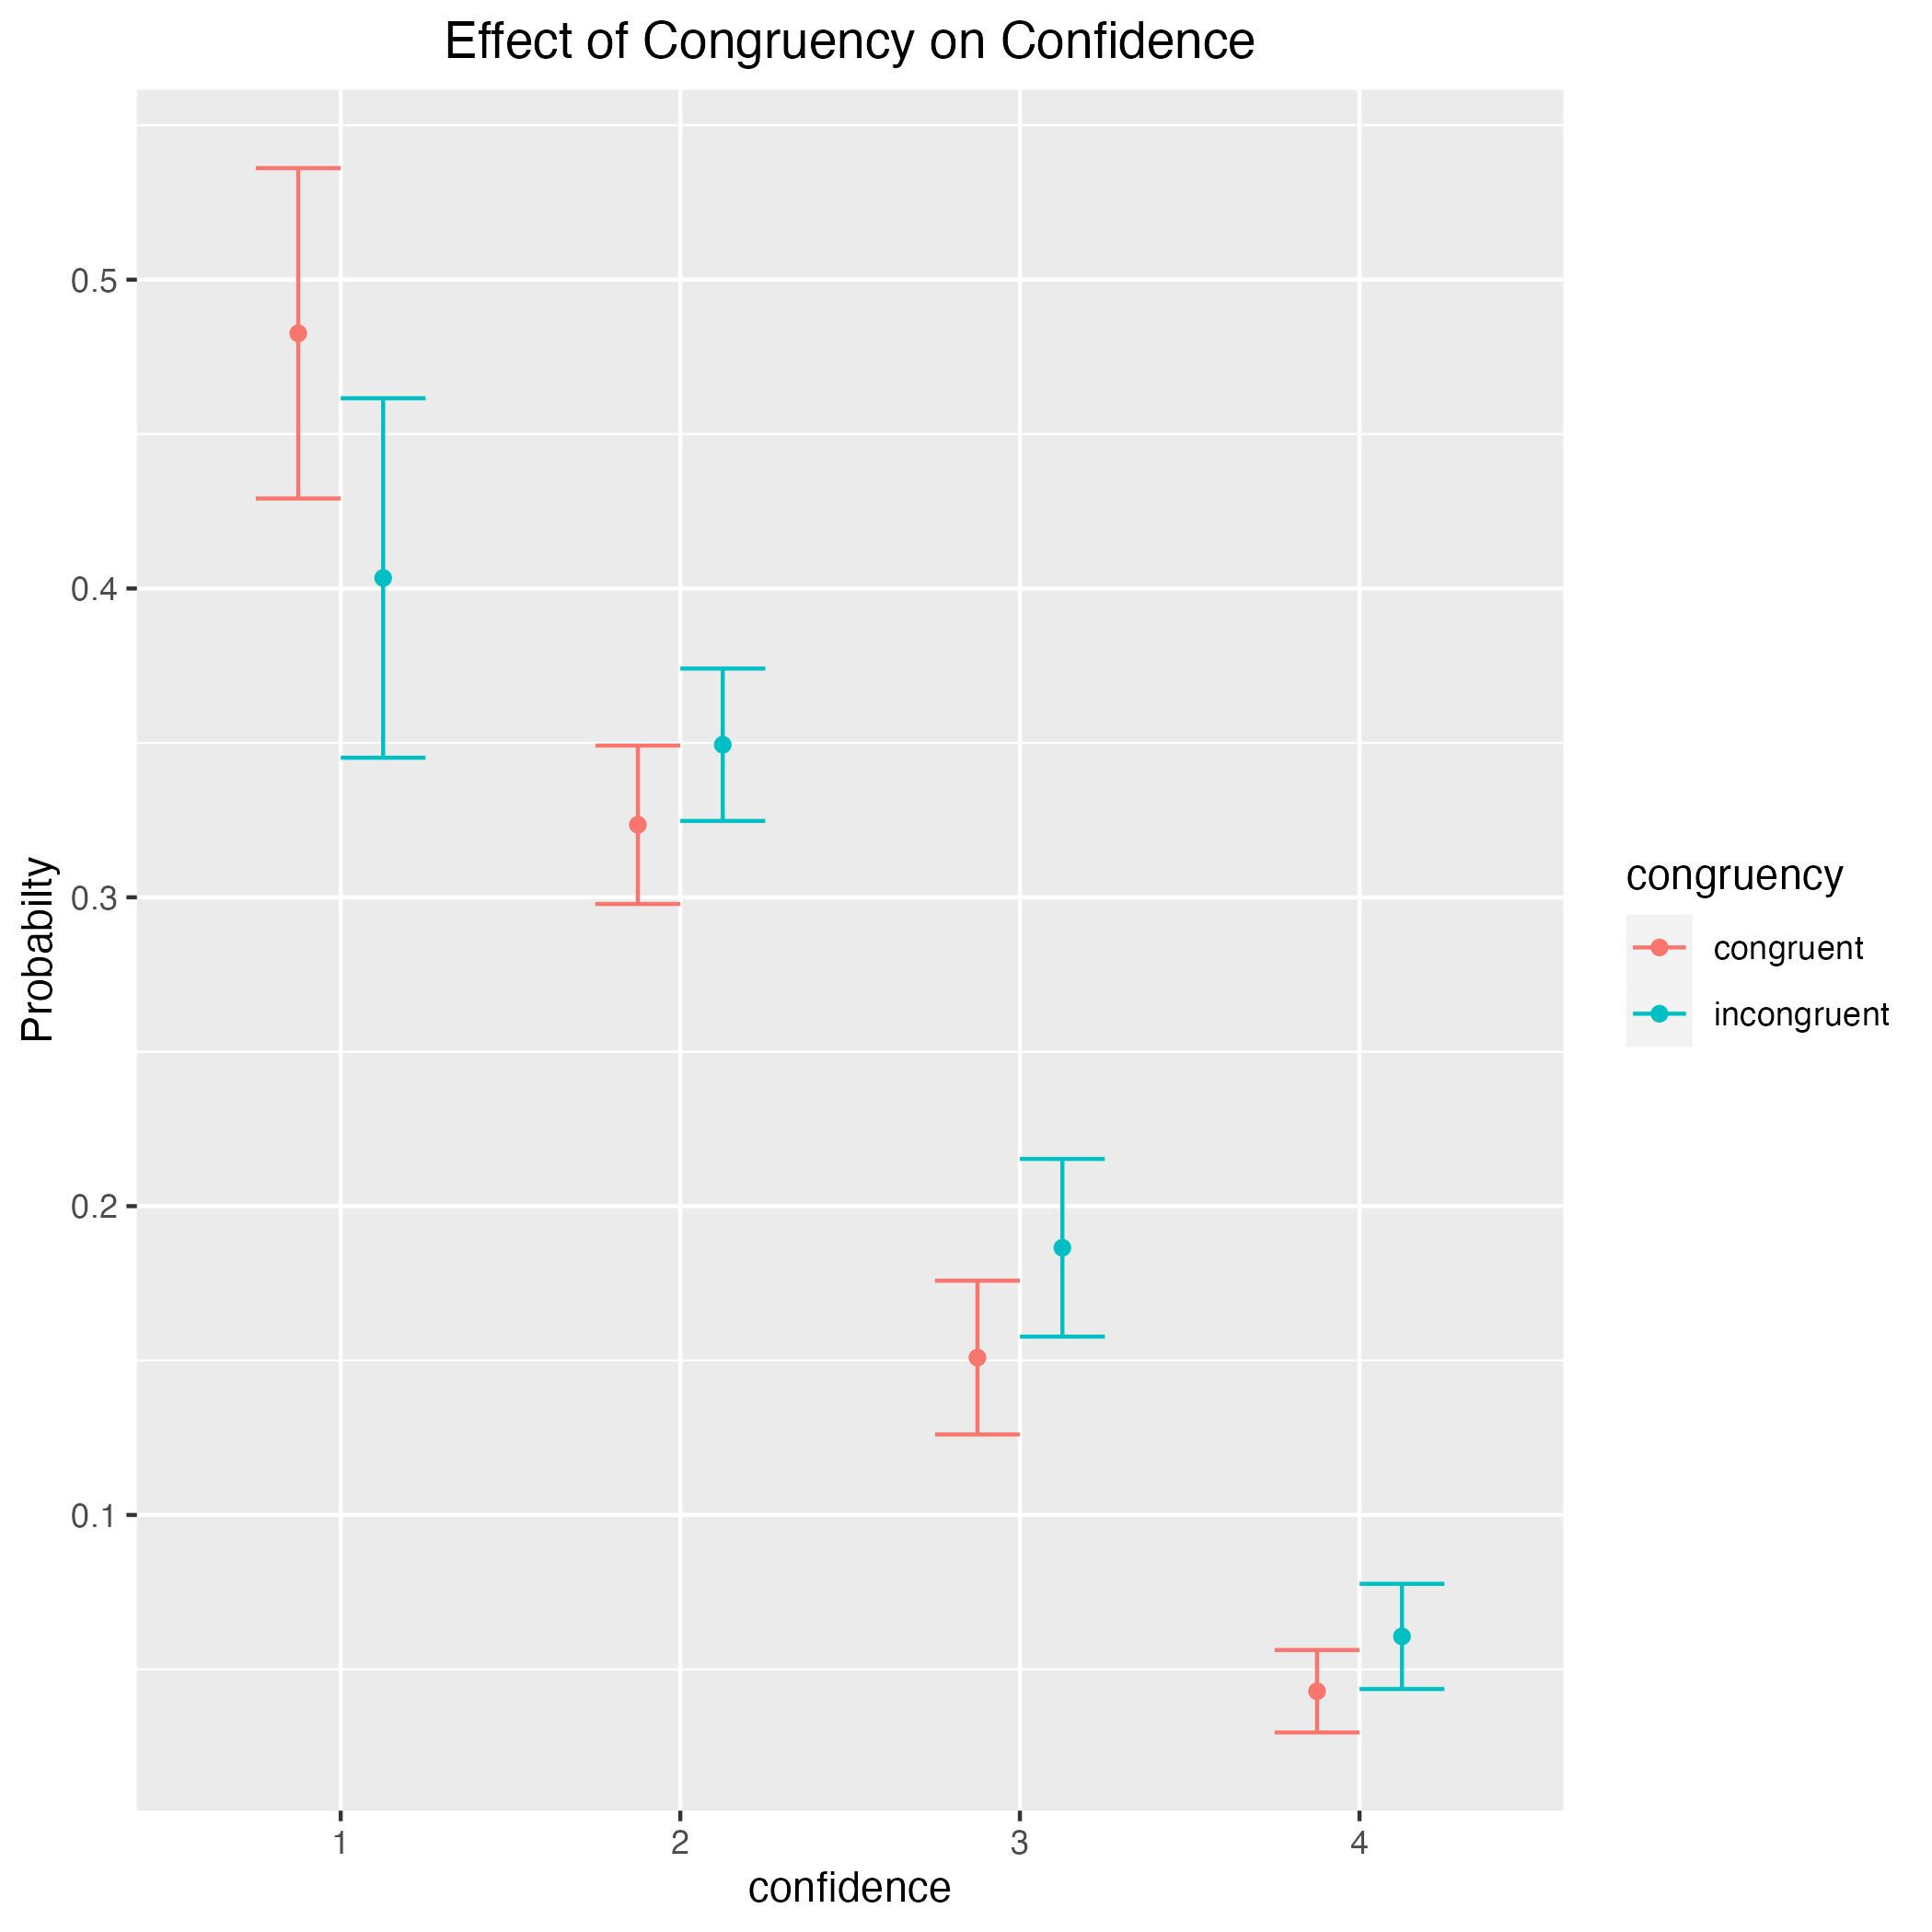 Effect of Congruency on Confidence
Probabilty
0.5
0.4
0.3
0.2
0.1
1 2 3 4
confidence
congruency
congruent
incongruent